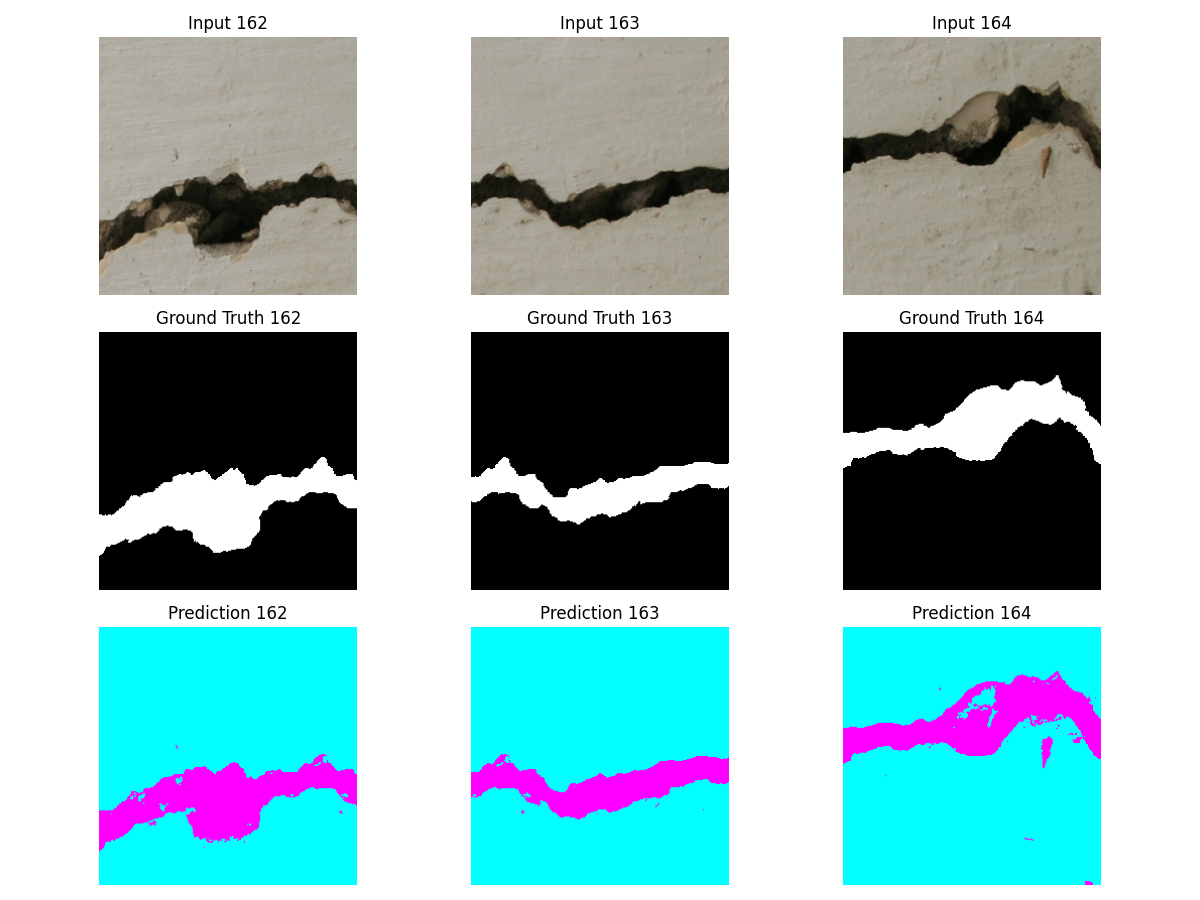 Input 162
Input 163
Input 164
Ground Truth 162
Ground Truth 163
Ground Truth 164
Prediction 162
Prediction 163
Prediction 164